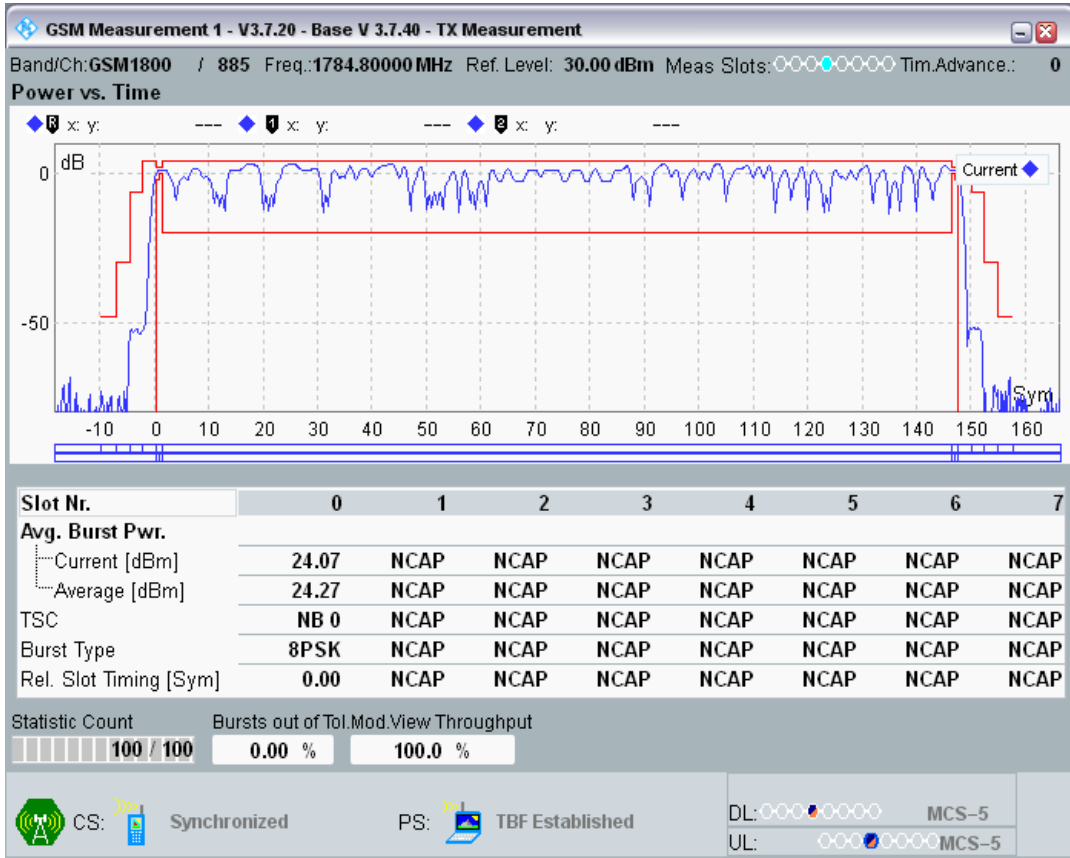 GSM Measurement 1 - V3.7.20 - Base V 3.7.40 - TX Measurement
Band/Ch:GSM1800 / 885 Freq.:1784.80000 MHz Ref. Level: 30.00 dBm Meas Slots: Tim.Advance.: 0
Power vs. Time
R x: y: --- 1 x: y: --- 2 x: y: ---
dB
Current
0
-50
Sym
-10 0 10 20 30 40 50 60 70 80 90 100 110 120 130 140 150 160
Slot Nr. 0 1 2 3 4 5 6 7
Avg. Burst Pwr.
Current [dBm] 24.07 NCAP NCAP NCAP NCAP NCAP NCAP NCAP
Average [dBm] 24.27 NCAP NCAP NCAP NCAP NCAP NCAP NCAP
TSC NB 0 NCAP NCAP NCAP NCAP NCAP NCAP NCAP
Burst Type 8PSK NCAP NCAP NCAP NCAP NCAP NCAP NCAP
Rel. Slot Timing [Sym] 0.00 NCAP NCAP NCAP NCAP NCAP NCAP NCAP
Statistic Count Bursts out of Tol. Mod.View Throughput
100 / 100 0.00 % 100.0 %
CS: Synchronized PS: TBF Established
DL: MCS-5
UL: MCS-5